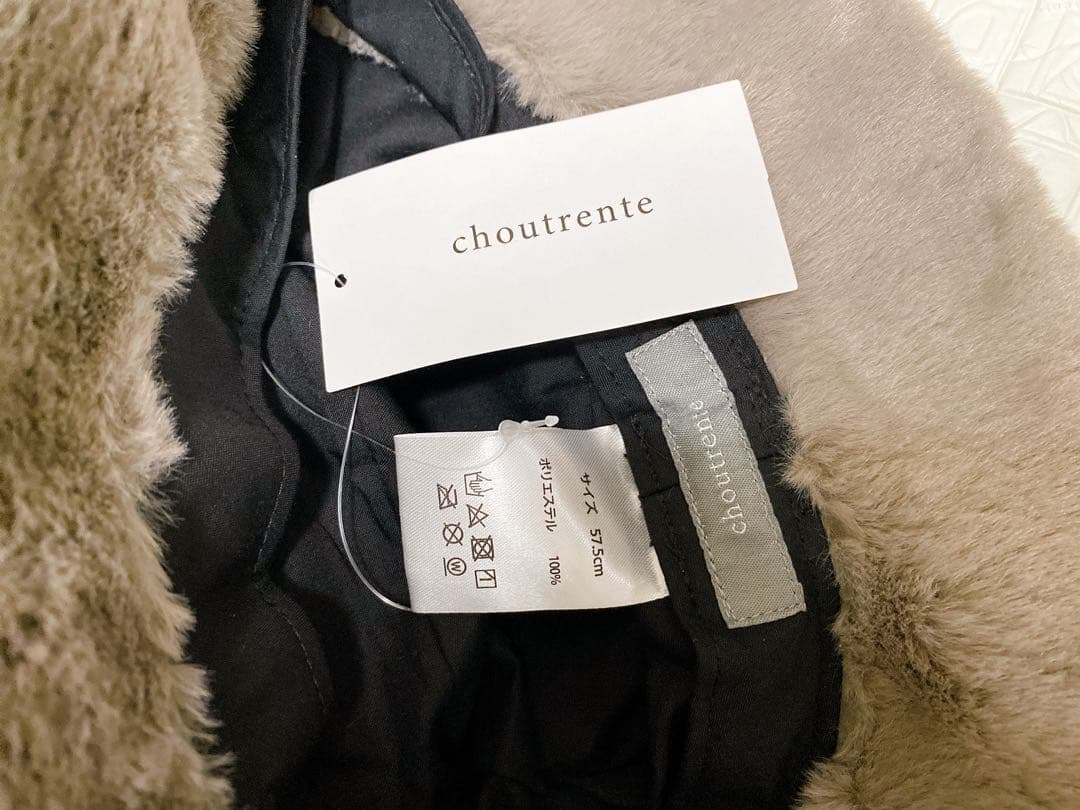 choutrente
choutrente
サイズ 57.5cm
ポリエステル 100%
W